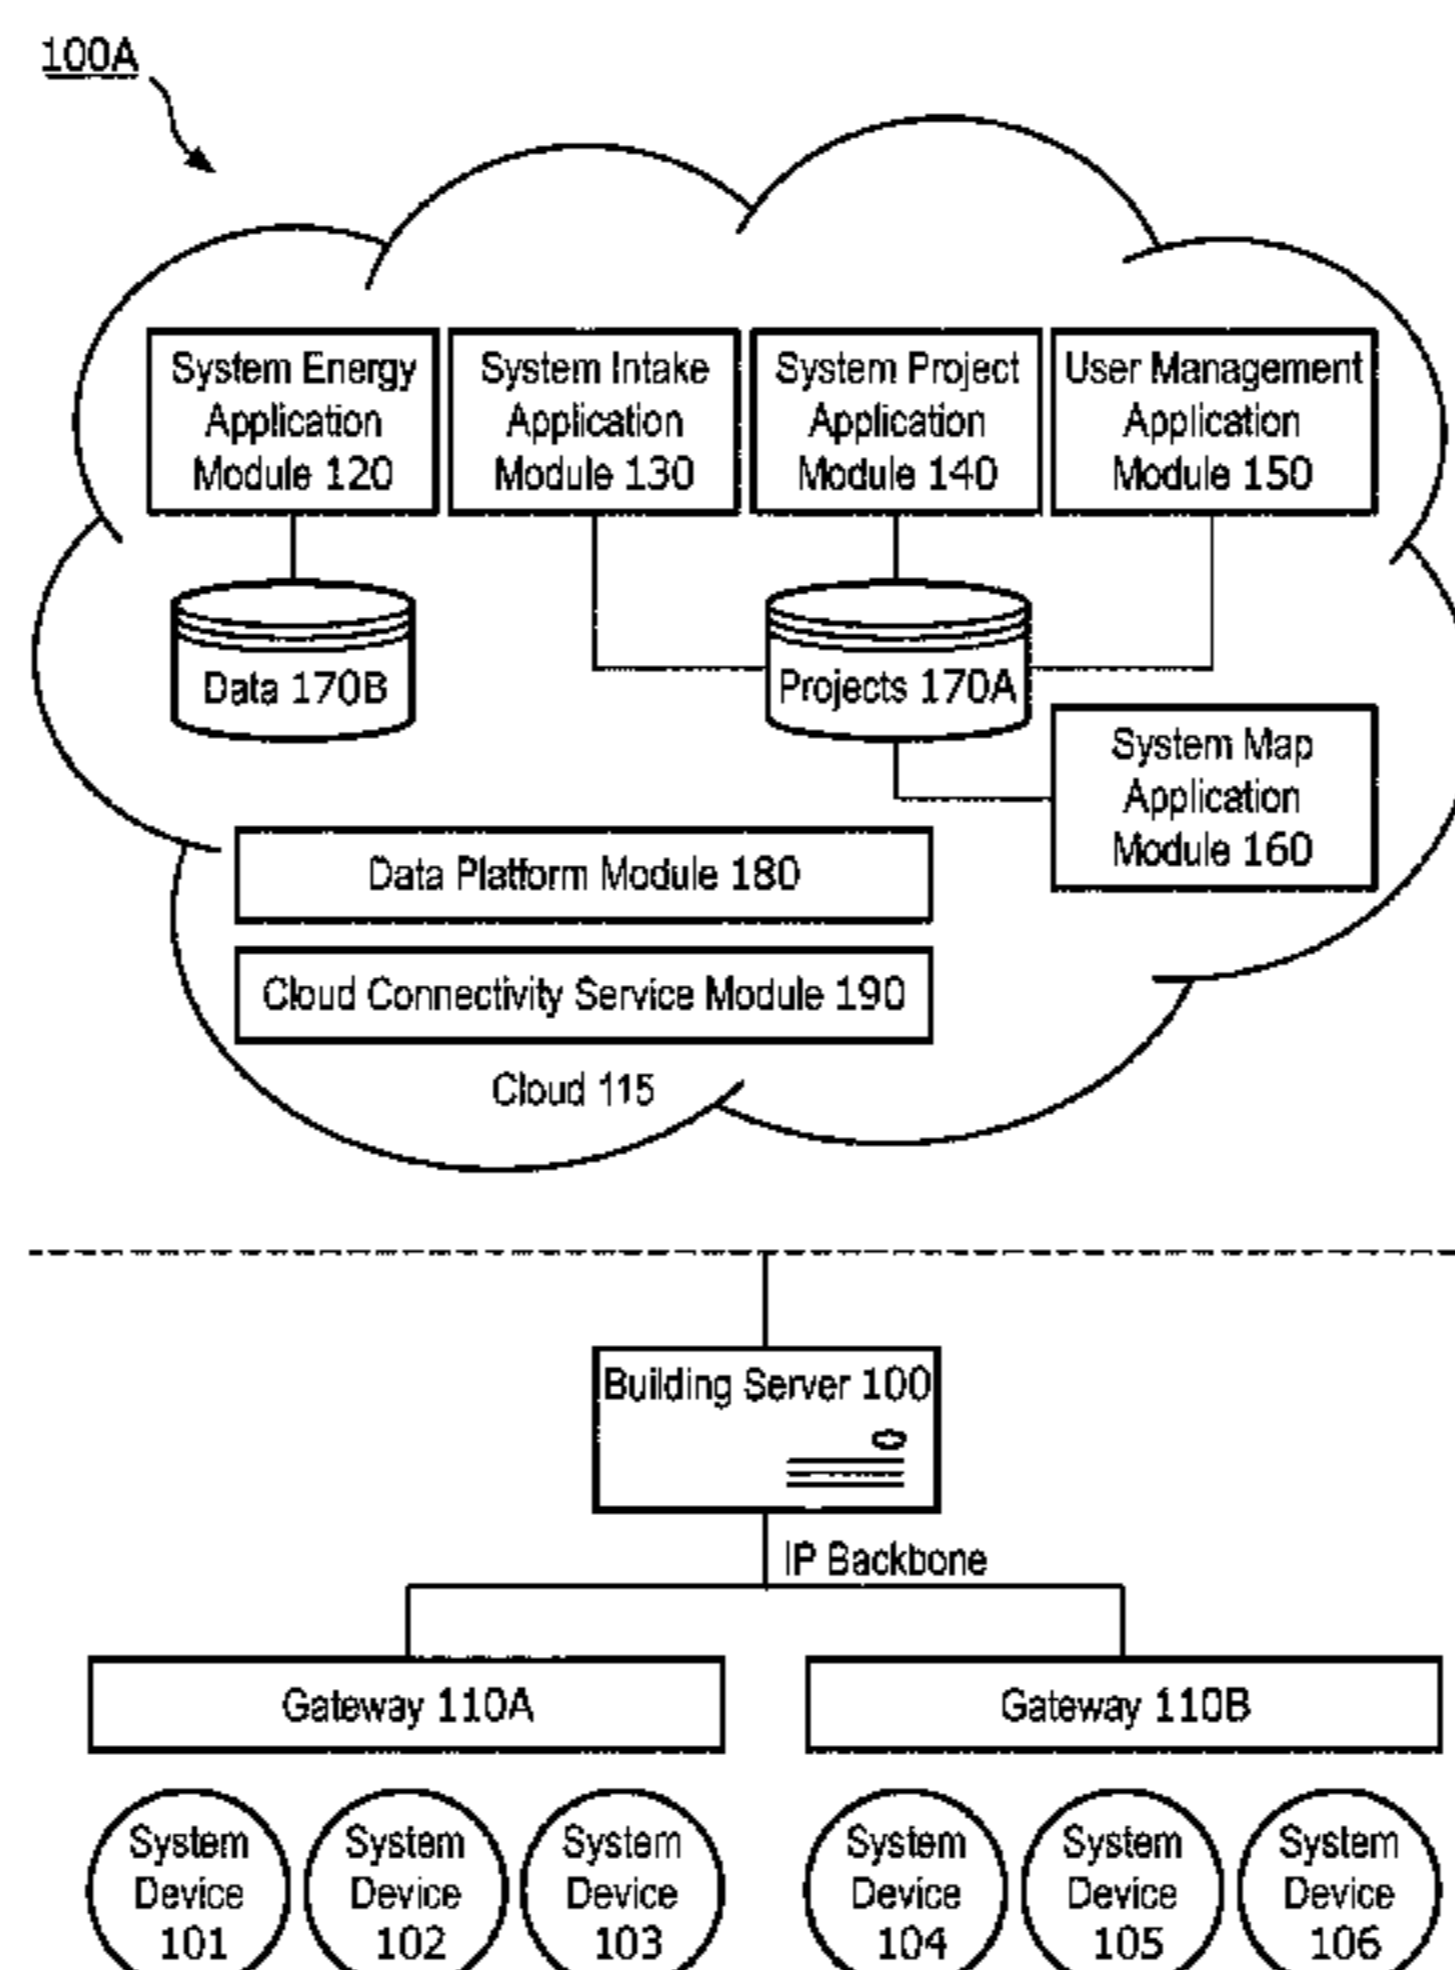 100A
System Energy
Application
Module 120
System Intake
Application
Module 130
System Project
Application
Module 140
User Management
Application
Module 150
Data 170B
Projects 170A
System Map
Application
Module 160
Data Platform Module 180
Cloud Connectivity Service Module 190
Cloud 115
Building Server 100
IP Backbone
Gateway 110A
Gateway 110B
System
Device
101
System
Device
102
System
Device
103
System
Device
104
System
Device
105
System
Device
106